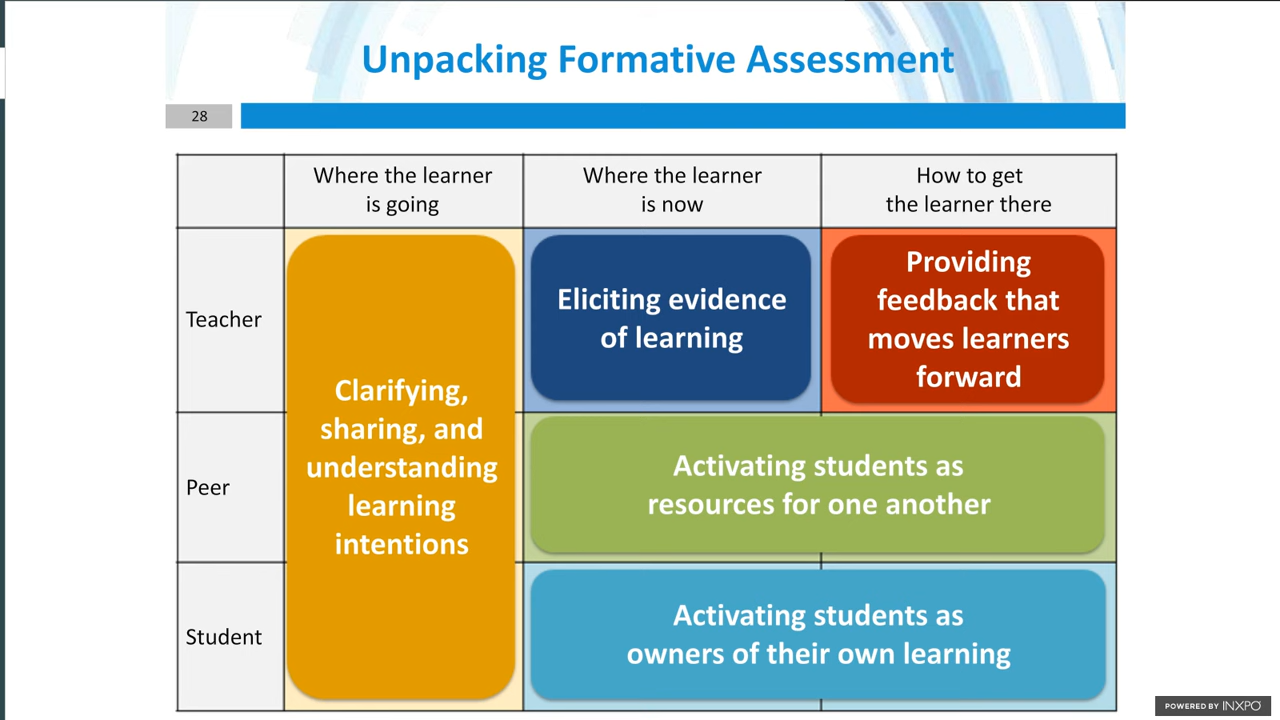 Unpacking Formative Assessment
28
Where the learner
is going
Where the learner
is now
How to get
the learner there
Teacher
Clarifying,
sharing, and
understanding
learning
intentions
Eliciting evidence
of learning
Providing
feedback that
moves learners
forward
Peer
Activating students as
resources for one another
Student
Activating students as
owners of their own learning
POWERED BY INXPO